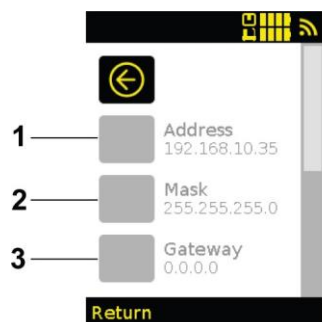 1
Address
192.168.10.35
2
Mask
255.255.255.0
3
Gateway
0.0.0.0
Return